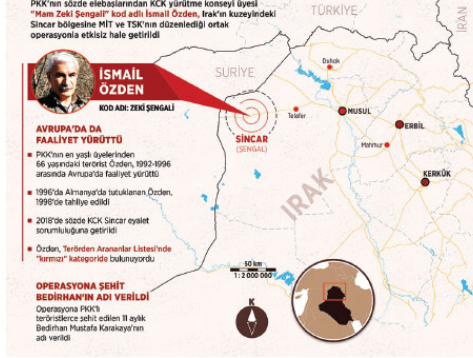 PKK'nın sözde elebaşlarından KCK yürütme konseyi üyesi
"Mam Zeki Şengali" kod adlı İsmail Özden, Irak'ın kuzeyindeki
Sincar bölgesine MİT ve TSK'nın düzenlediği ortak
operasyonla etkisiz hale getirildi
İSMAİL
ÖZDEN
KOD ADI: ZEKİ ŞENGALİ
AVRUPA'DA DA
FAALİYET YÜRÜTTÜ
PKK'nın en yaşlı üyelerinden
66 yaşındaki terörist Özden, 1992-1996
arasında Avrupa'da faaliyet yürüttü
1996'da Almanya'da tutuklanan Özden,
1998'de tahliye edildi
2018'de sözde KCK Sincar eyalet
sorumluluğuna getirildi
Özden, Terörden Arananlar Listesi'nde
"kırmızı" kategoride bulunuyordu
OPERASYONA ŞEHİT
BEDİRHAN'IN ADI VERİLDİ
Operasyona PKK'lı
teröristlerce şehit edilen 11 aylık
Bedirhan Mustafa Karakaya'nın
adı verildi
TÜRKİYE
İRAN
SURİYE
Dohuk
SİNCAR
(ŞENGAL)
Telafer
MUSUL
ERBİL
Mahmur
KERKÜK
IRAK
50 km
1: 2 000 000
K